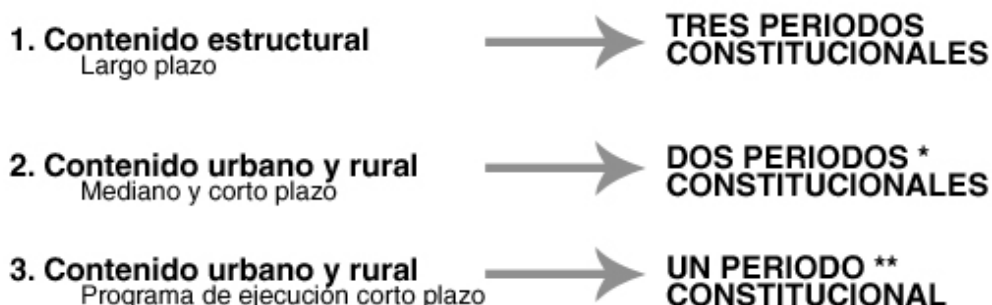 1. Contenido estructural
Largo plazo
TRES PERIODOS
CONSTITUCIONALES
2. Contenido urbano y rural
Mediano y corto plazo
DOS PERIODOS *
CONSTITUCIONALES
3. Contenido urbano y rural
Programa de ejecución corto plazo
UN PERIODO **
CONSTITUCIONAL